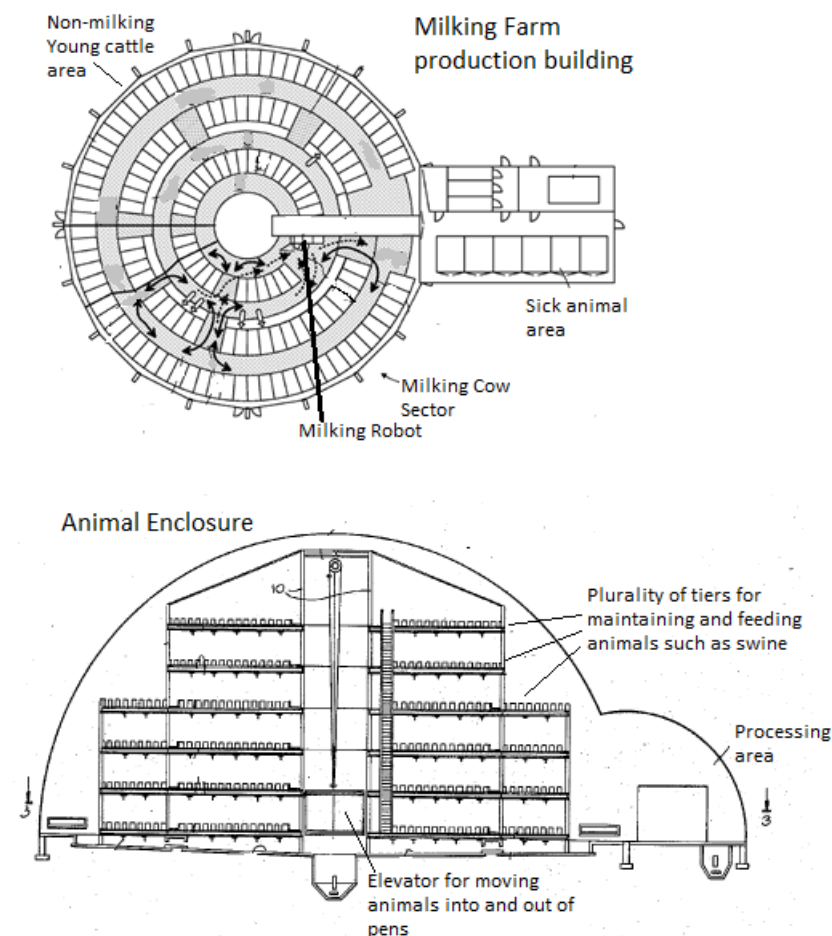 Non-milking
Young cattle
area
Milking Farm
production building
Sick animal
area
Milking Cow
Sector
Milking Robot
Animal Enclosure
10
Plurality of tiers for
maintaining and feeding
animals such as swine
Processing
area
3
Elevator for moving
animals into and out of
pens